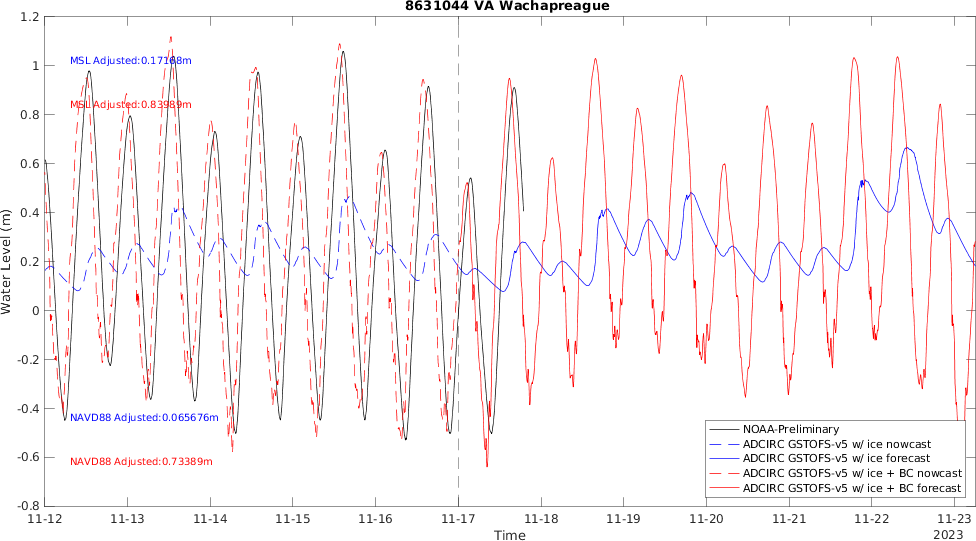 8631044 VA Wachapreague
1.2
1
0.8
0.6
0.4
0.2
0
-0.2
-0.4
-0.6
-0.8
Water Level (m)
MSL Adjusted:0.17168m
MSL Adjusted:0.83989m
NAVD88 Adjusted:0.065676m
NAVD88 Adjusted:0.73389m
NOAA-Preliminary
ADCIRC GSTOFS-v5 w/ ice nowcast
ADCIRC GSTOFS-v5 w/ ice forecast
ADCIRC GSTOFS-v5 w/ ice + BC nowcast
ADCIRC GSTOFS-v5 w/ ice + BC forecast
11-12 11-13 11-14 11-15 11-16 11-17 11-18 11-19 11-20 11-21 11-22 11-23
Time
2023